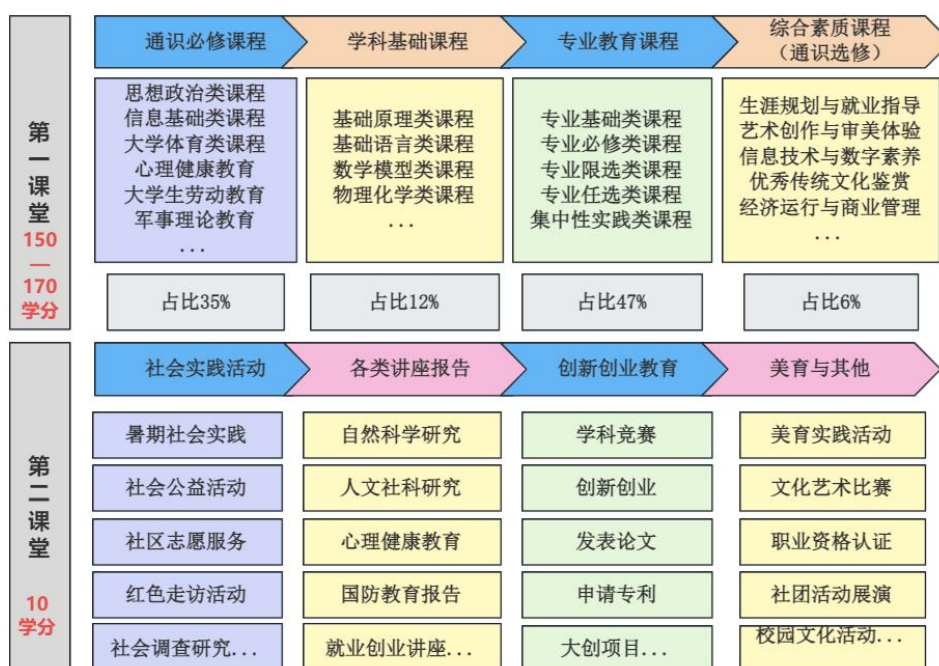 第一课堂
150
—
170
学分
通识必修课程
学科基础课程
专业教育课程
综合素质课程
（通识选修）
思想政治类课程
信息基础类课程
大学体育类课程
心理健康教育
大学生劳动教育
军事理论教育
...
基础原理类课程
基础语言类课程
数学模型类课程
物理化学类课程
...
专业基础类课程
专业必修类课程
专业限选类课程
专业任选类课程
集中性实践类课程
生涯规划与就业指导
艺术创作与审美体验
信息技术与数字素养
优秀传统文化鉴赏
经济运行与商业管理
...
占比35%
占比12%
占比47%
占比6%
第二课堂
10
学分
社会实践活动
各类讲座报告
创新创业教育
美育与其他
暑期社会实践
自然科学研究
学科竞赛
美育实践活动
社会公益活动
人文社科研究
创新创业
文化艺术比赛
社区志愿服务
心理健康教育
发表论文
职业资格认证
红色走访活动
国防教育报告
申请专利
社团活动展演
社会调查研究...
就业创业讲座...
大创项目...
校园文化活动...